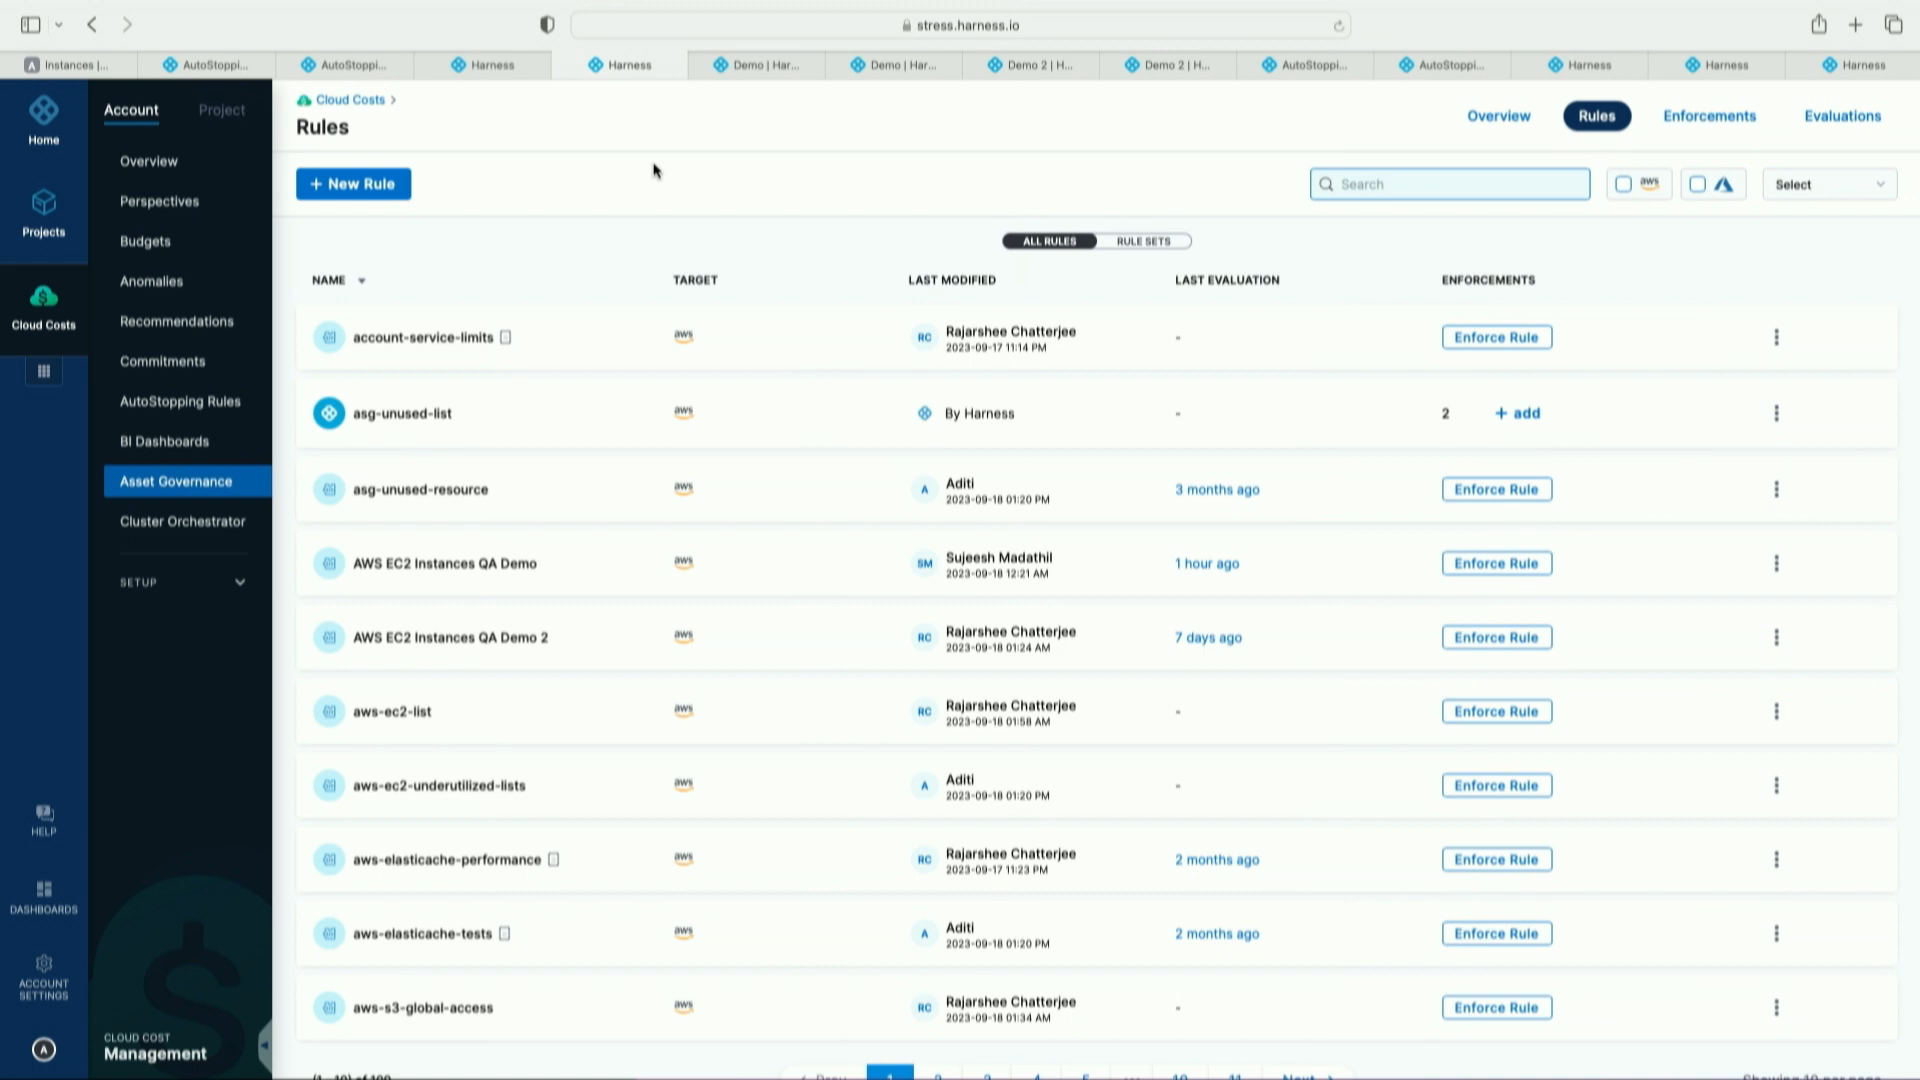 stress.harness.io
Instances |...
AutoStoppi...
AutoStoppi...
Harness
Harness
Demo | Har...
Demo | Har...
Demo 2 | H...
Demo 2 | H...
AutoStoppi...
AutoStoppi...
Harness
Harness
Harness
Home
Projects
Cloud Costs
HELP
DASHBOARDS
ACCOUNT
SETTINGS
A
Account
Project
Overview
Perspectives
Budgets
Anomalies
Recommendations
Commitments
AutoStopping Rules
BI Dashboards
Asset Governance
Cluster Orchestrator
SETUP
CLOUD COST
Management
Cloud Costs >
Rules
Overview
Rules
Enforcements
Evaluations
+ New Rule
Search
aws
Select
ALL RULES
RULE SETS
NAME
TARGET
LAST MODIFIED
LAST EVALUATION
ENFORCEMENTS
account-service-limits
aws
RC
Rajarshee Chatterjee
2023-09-17 11:14 PM
-
Enforce Rule
asg-unused-list
aws
By Harness
-
2
+ add
asg-unused-resource
aws
A
Aditi
2023-09-18 01:20 PM
3 months ago
Enforce Rule
AWS EC2 Instances QA Demo
aws
SM
Sujeesh Madathil
2023-09-18 12:21 AM
1 hour ago
Enforce Rule
AWS EC2 Instances QA Demo 2
aws
RC
Rajarshee Chatterjee
2023-09-18 01:24 AM
7 days ago
Enforce Rule
aws-ec2-list
aws
RC
Rajarshee Chatterjee
2023-09-18 01:58 AM
-
Enforce Rule
aws-ec2-underutilized-lists
aws
A
Aditi
2023-09-18 01:20 PM
-
Enforce Rule
aws-elasticache-performance
aws
RC
Rajarshee Chatterjee
2023-09-17 11:23 PM
2 months ago
Enforce Rule
aws-elasticache-tests
aws
A
Aditi
2023-09-18 01:20 PM
2 months ago
Enforce Rule
aws-s3-global-access
aws
RC
Rajarshee Chatterjee
2023-09-18 01:34 AM
-
Enforce Rule